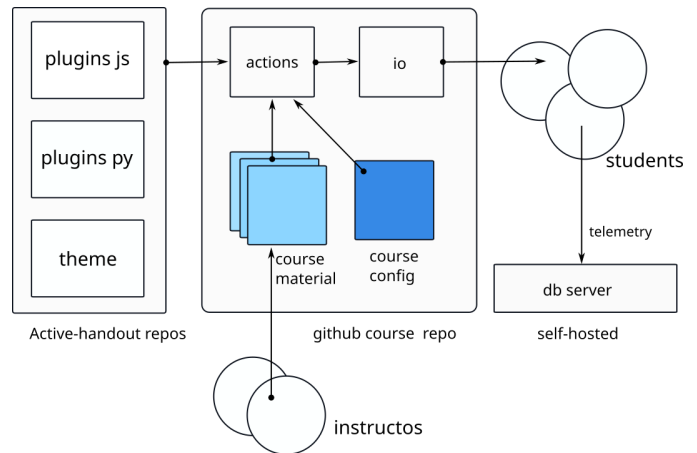 plugins js
plugins py
theme
Active-handout repos
actions
io
course
material
course
config
github course repo
students
telemetry
db server
self-hosted
instructos